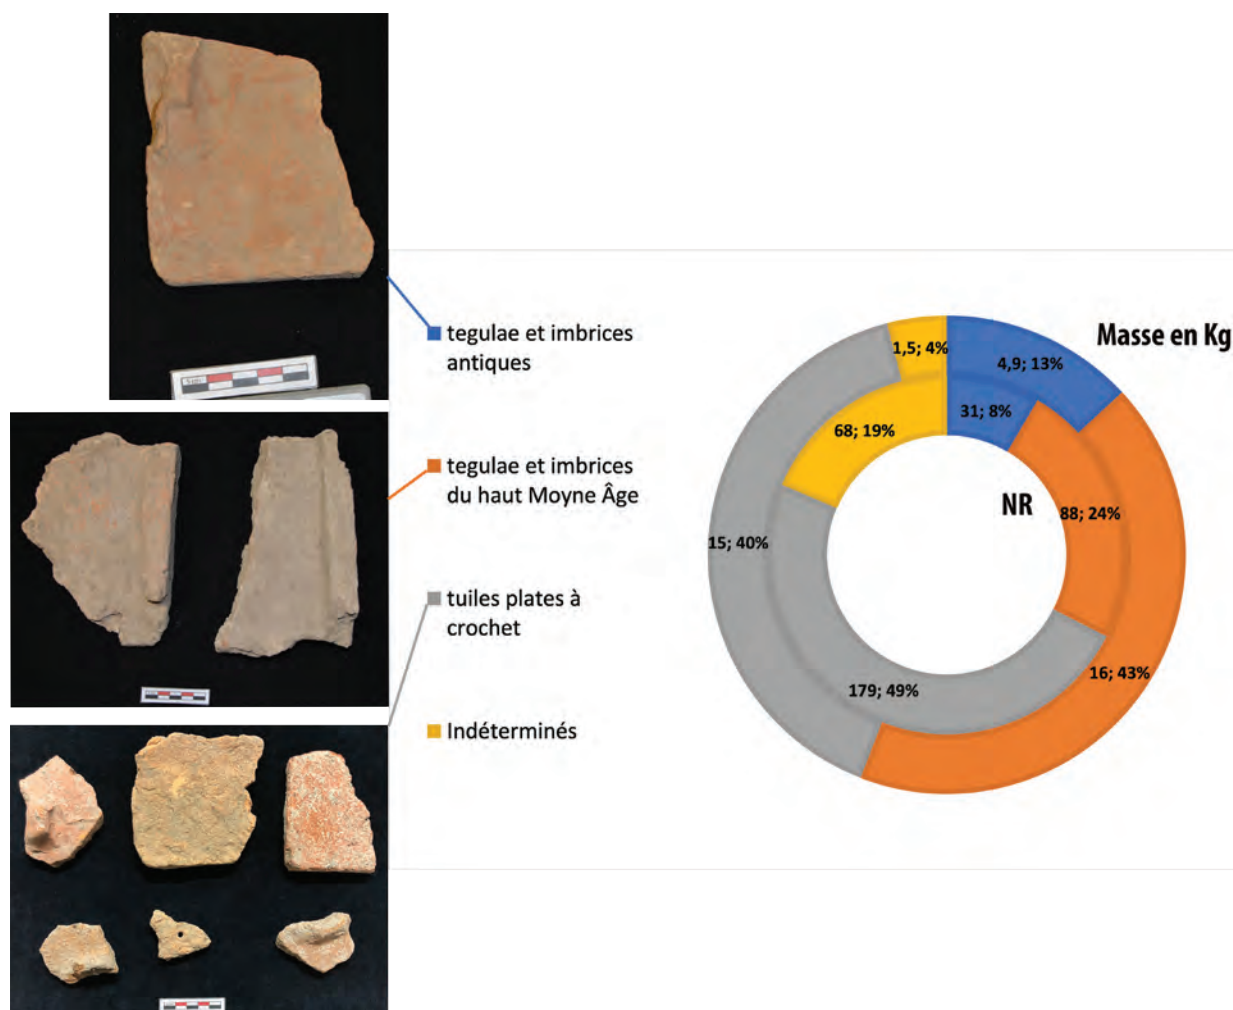 tegulae et imbrices
antiques
tegulae et imbrices
du haut Moyne Âge
tuiles plates à
crochet
Indéterminés
Masse en Kg
1,5; 4%
4,9; 13%
31; 8%
68; 19%
NR
88; 24%
15; 40%
16; 43%
179; 49%